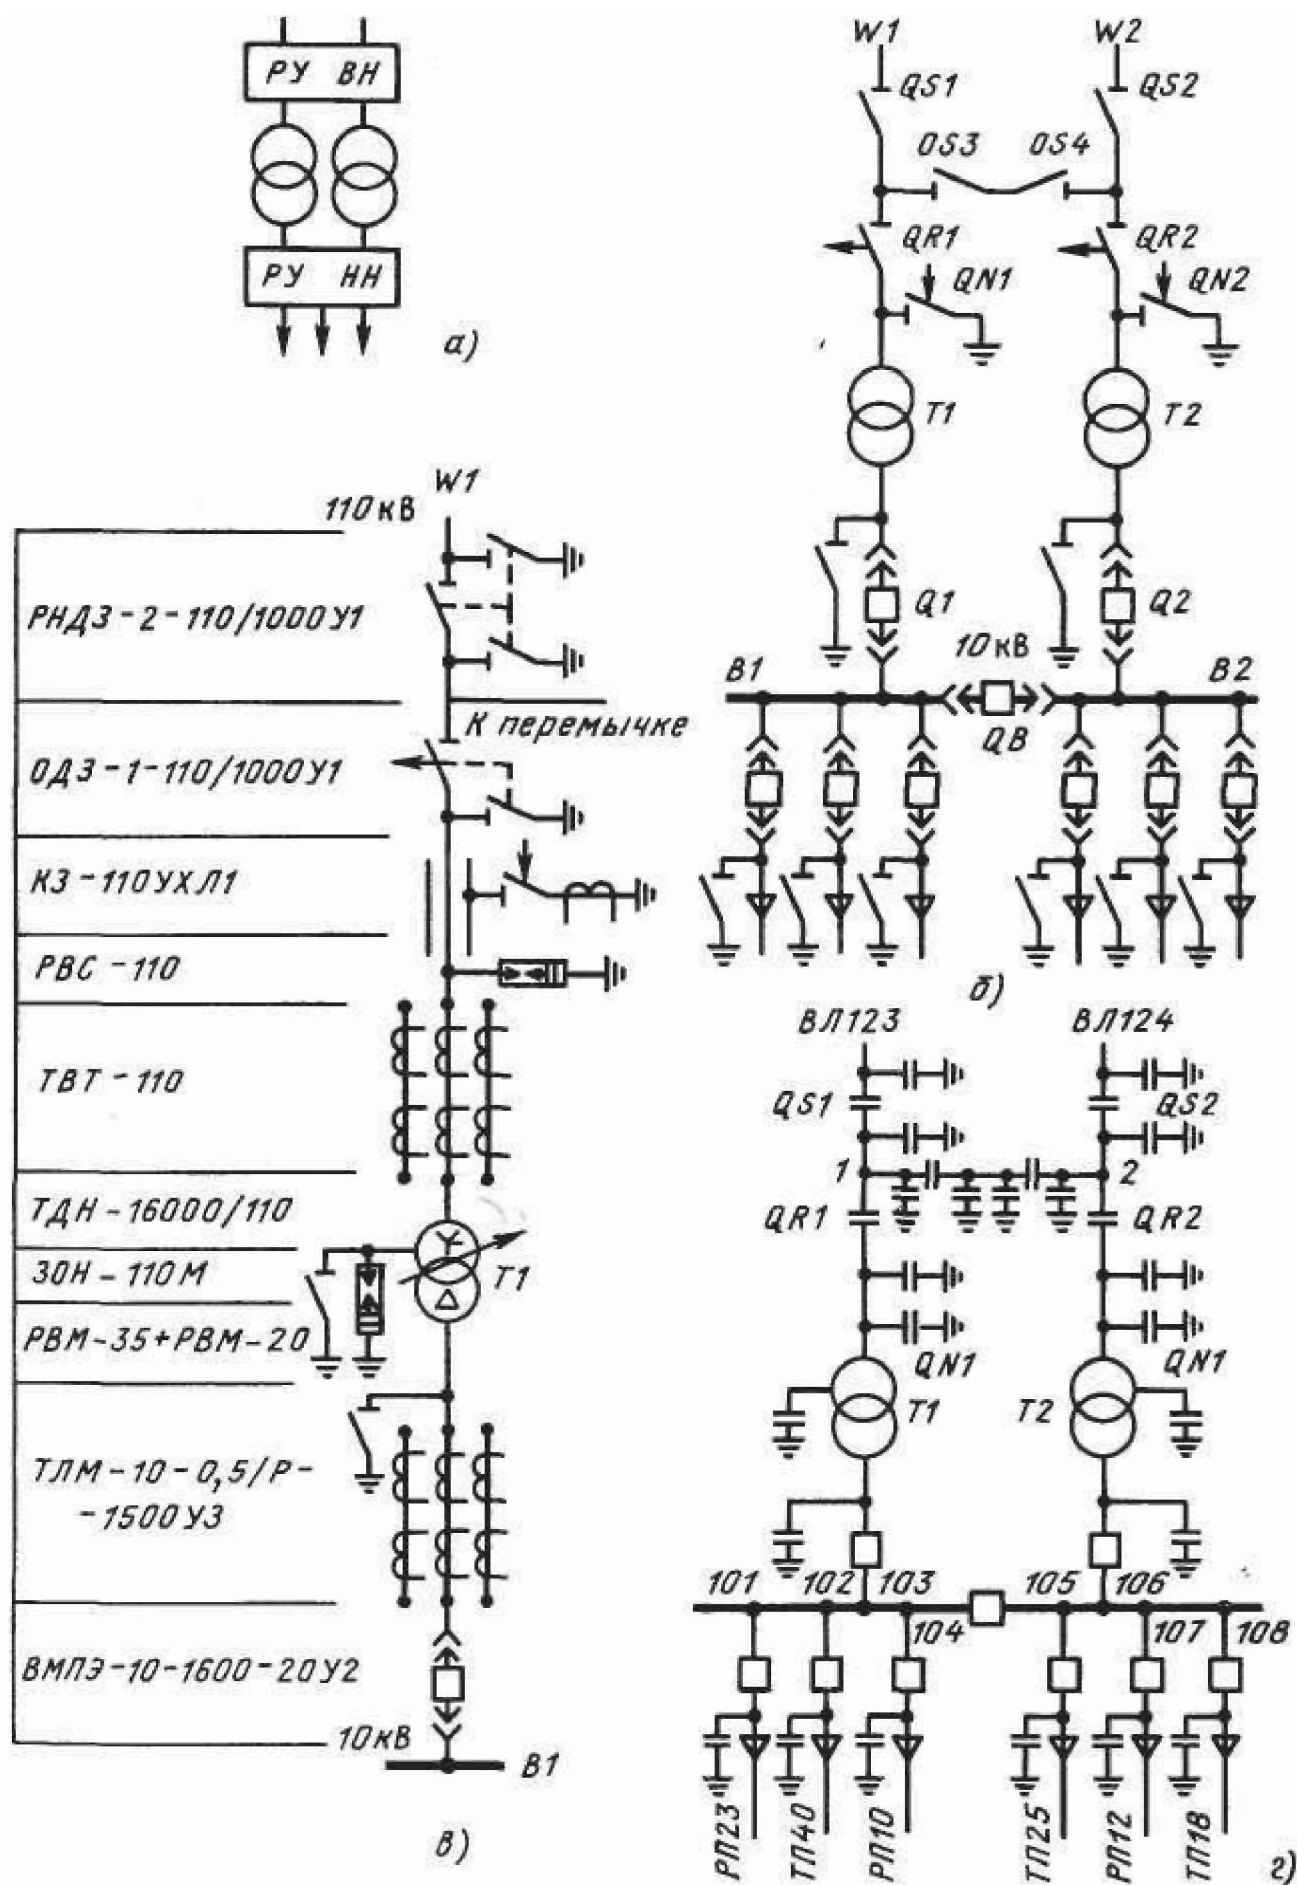 РУ ВН
РУ НН
а)
W1
W2
QS1
QS2
OS3
OS4
QR1
QR2
QN1
QN2
T1
T2
Q1
Q2
10 кВ
B1
B2
QB
б)
W1
110 кВ
РНДЗ-2-110/1000У1
К перемычке
ОДЗ-1-110/1000У1
КЗ-110УХЛ1
РВС-110
ТВТ-110
ТДН-16000/110
ЗОН-110М
T1
РВМ-35+РВМ-20
ТЛМ-10-0,5/Р-
-1500У3
ВМПЭ-10-1600-20У2
10 кВ
B1
в)
ВЛ123
ВЛ124
QS1
QS2
1
2
QR1
QR2
QN1
QN1
T1
T2
101
102
103
104
105
106
107
108
РП23
ТП40
РП10
ТП25
РП12
ТП18
г)